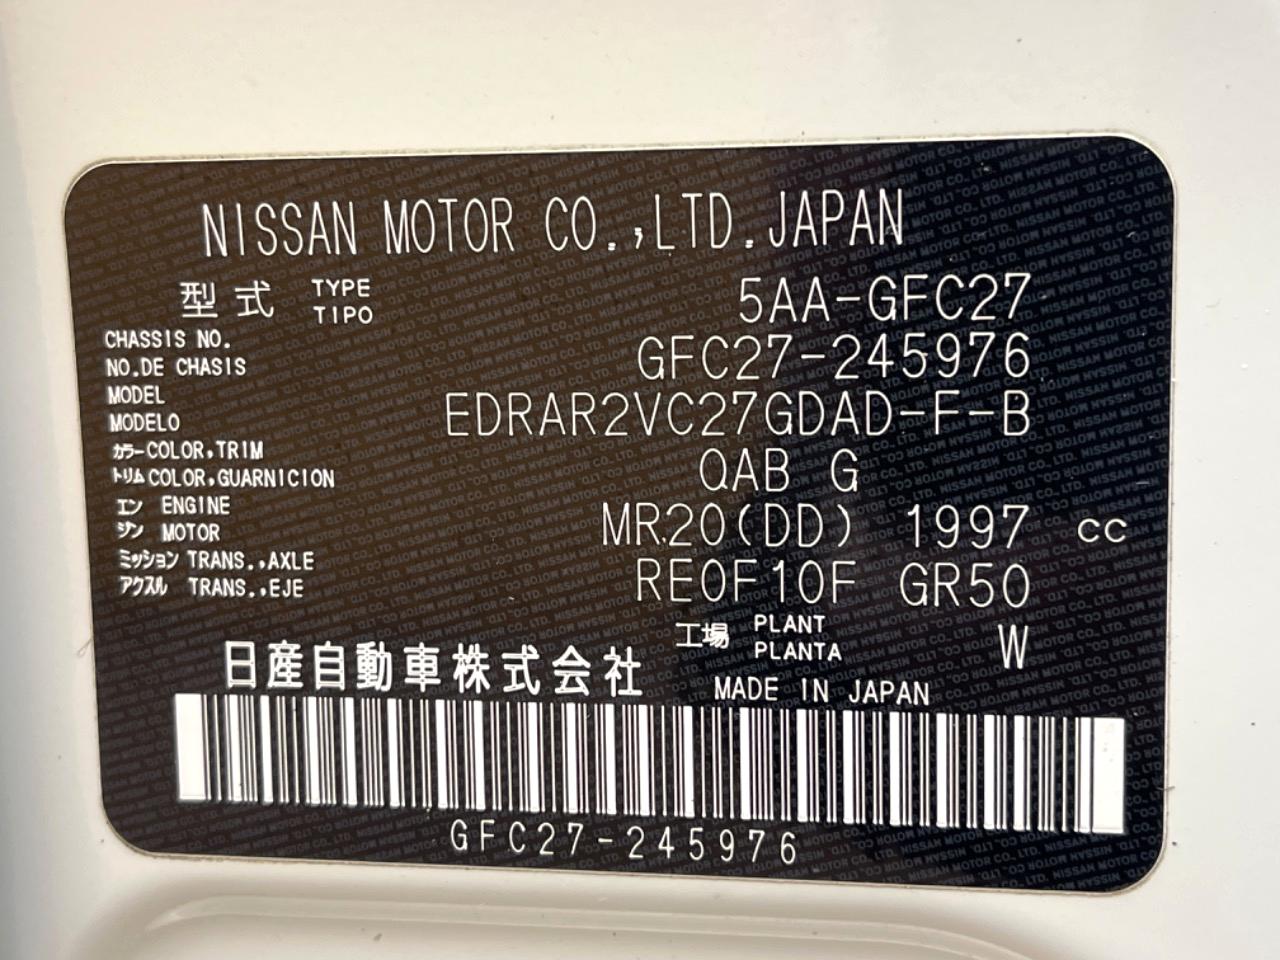 NISSAN MOTOR CO.,LTD.JAPAN
型式 TYPE TIPO 5AA-GFC27
CHASSIS NO. NO.DE CHASIS GFC27-245976
MODEL MODELO EDRAR2VC27GDAD-F-B
カラー COLOR,TRIM
トリム COLOR,GUARNICION QAB G
エンジン ENGINE MOTOR MR20(DD) 1997 cc
ミッション TRANS.,AXLE
アクスル TRANS.,EJE RE0F10F GR50
工場 PLANT PLANTA W
日産自動車株式会社 MADE IN JAPAN
GFC27-245976